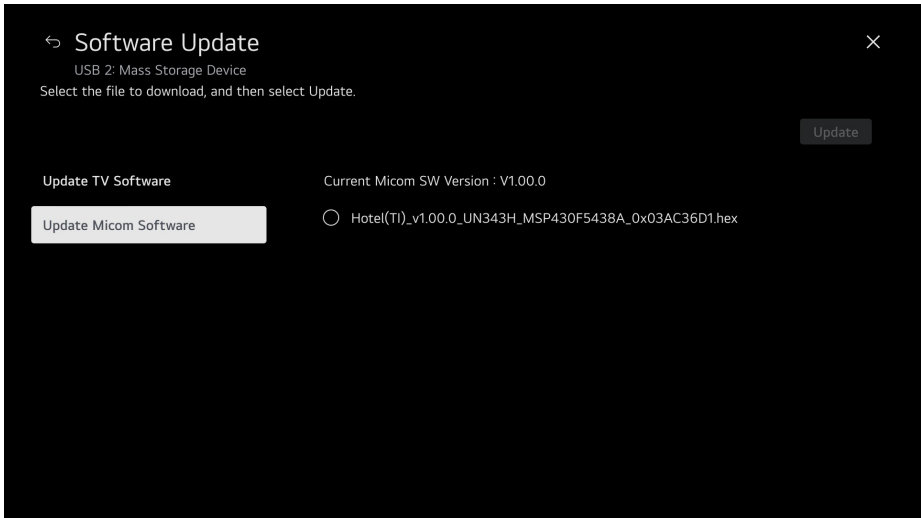 Software Update
USB 2: Mass Storage Device
Select the file to download, and then select Update.
Update
Update TV Software
Current Micom SW Version : V1.00.0
Update Micom Software
Hotel(TI)_v1.00.0_UN343H_MSP430F5438A_0x03AC36D1.hex